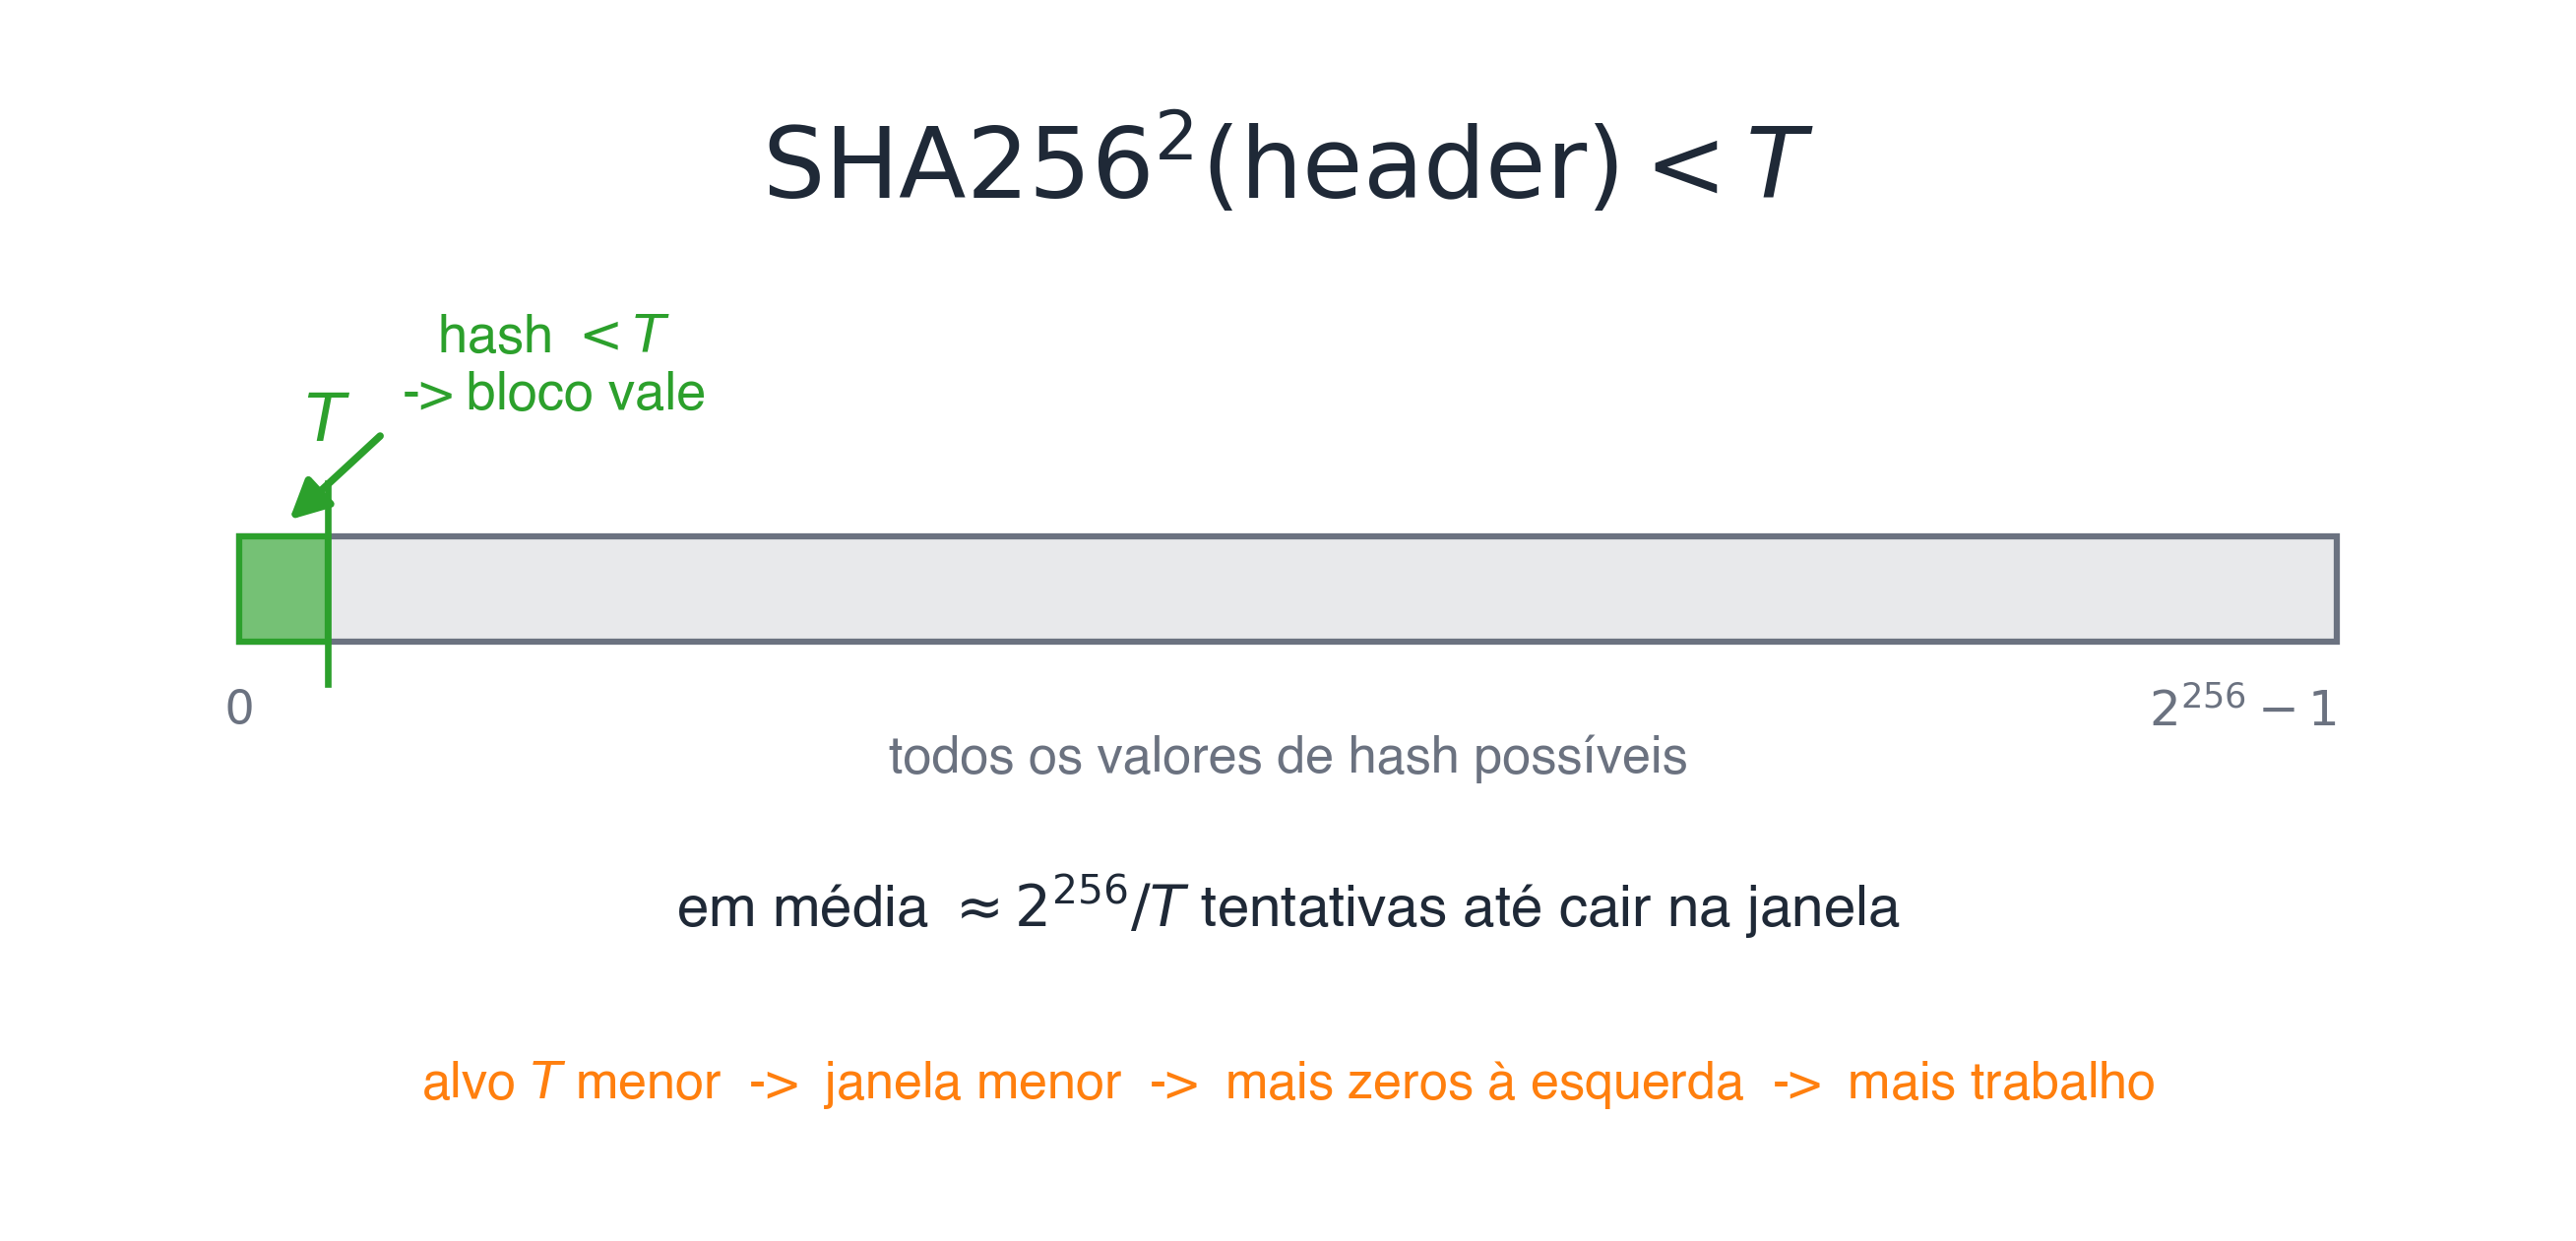 SHA256²(header) < T
hash < T
-> bloco vale
T
0
2²⁵⁶ − 1
todos os valores de hash possíveis
em média ≈ 2²⁵⁶/T tentativas até cair na janela
alvo T menor -> janela menor -> mais zeros à esquerda -> mais trabalho